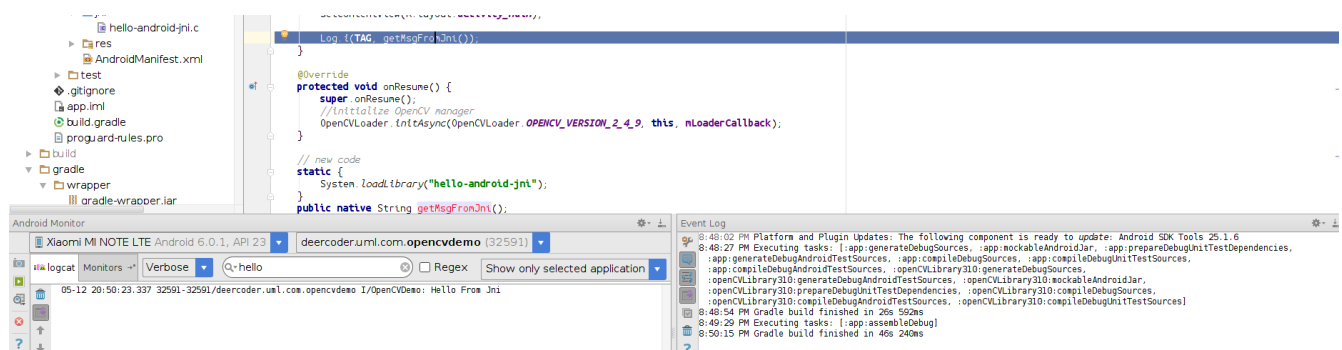 hello-android-jni.c
res
AndroidManifest.xml
test
.gitignore
app.iml
build.gradle
proguard-rules.pro
build
gradle
wrapper
gradle-wrapper.jar
setContentView(R.layout.activity_main);
Log.i(TAG, getMsgFromJni());
}
@Override
protected void onResume() {
super.onResume();
//initialize OpenCV manager
OpenCVLoader.initAsync(OpenCVLoader.OPENCV_VERSION_2_4_9, this, mLoaderCallback);
}
// new code
static {
System.loadLibrary("hello-android-jni");
}
public native String getMsgFromJni();
Android Monitor
Xiaomi MI NOTE LTE Android 6.0.1, API 23
deercoder.uml.com.opencvdemo (32591)
logcat
Monitors
Verbose
hello
Regex
Show only selected application
05-12 20:50:23.337 32591-32591/deercoder.uml.com.opencvdemo I/OpenCVDemo: Hello From Jni
Event Log
8:48:02 PM Platform and Plugin Updates: The following component is ready to update: Android SDK Tools 25.1.6
8:48:27 PM Executing tasks: [:app:generateDebugSources, :app:mockableAndroidJar, :app:prepareDebugUnitTestDependencies,
:app:generateDebugAndroidTestSources, :app:compileDebugSources, :app:compileDebugUnitTestSources,
:app:compileDebugAndroidTestSources, :openCVLibrary310:generateDebugSources,
:openCVLibrary310:generateDebugAndroidTestSources, :openCVLibrary310:mockableAndroidJar,
:openCVLibrary310:prepareDebugUnitTestDependencies, :openCVLibrary310:compileDebugSources,
:openCVLibrary310:compileDebugAndroidTestSources, :openCVLibrary310:compileDebugUnitTestSources]
8:48:54 PM Gradle build finished in 26s 592ms
8:49:29 PM Executing tasks: [:app:assembleDebug]
8:50:15 PM Gradle build finished in 46s 240ms